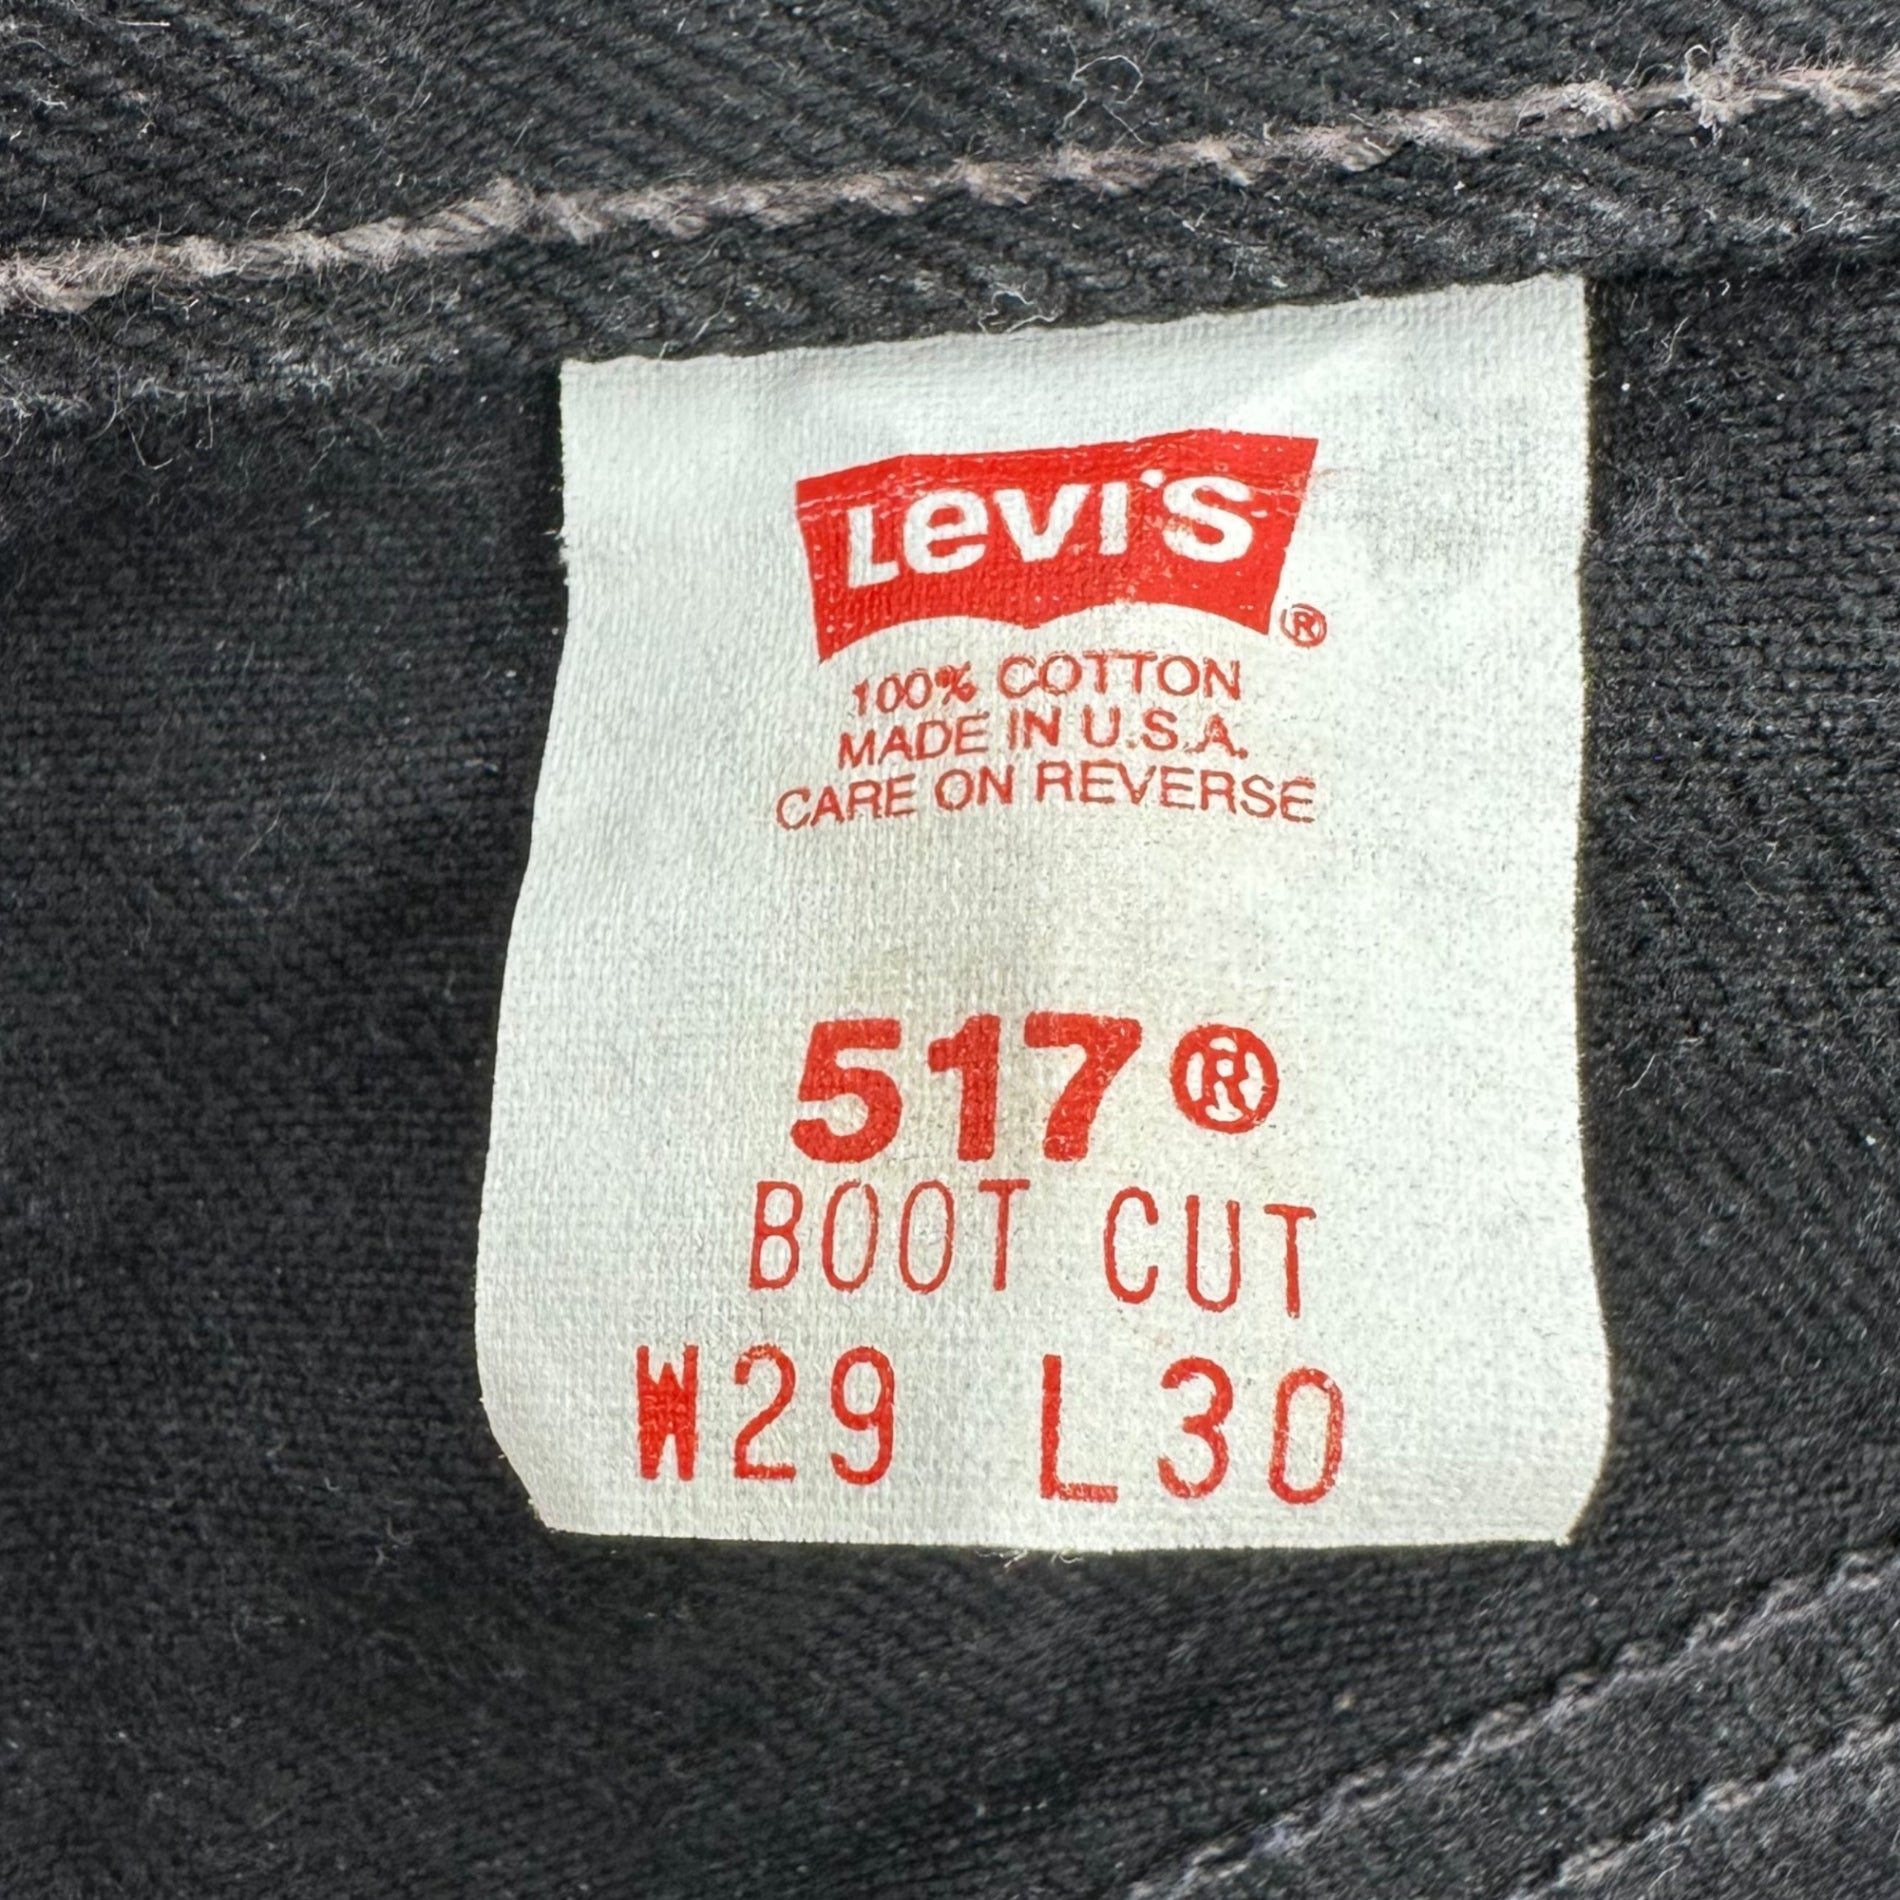 Levi's ®
100% COTTON
MADE IN U.S.A.
CARE ON REVERSE
517®
BOOT CUT
W29 L30